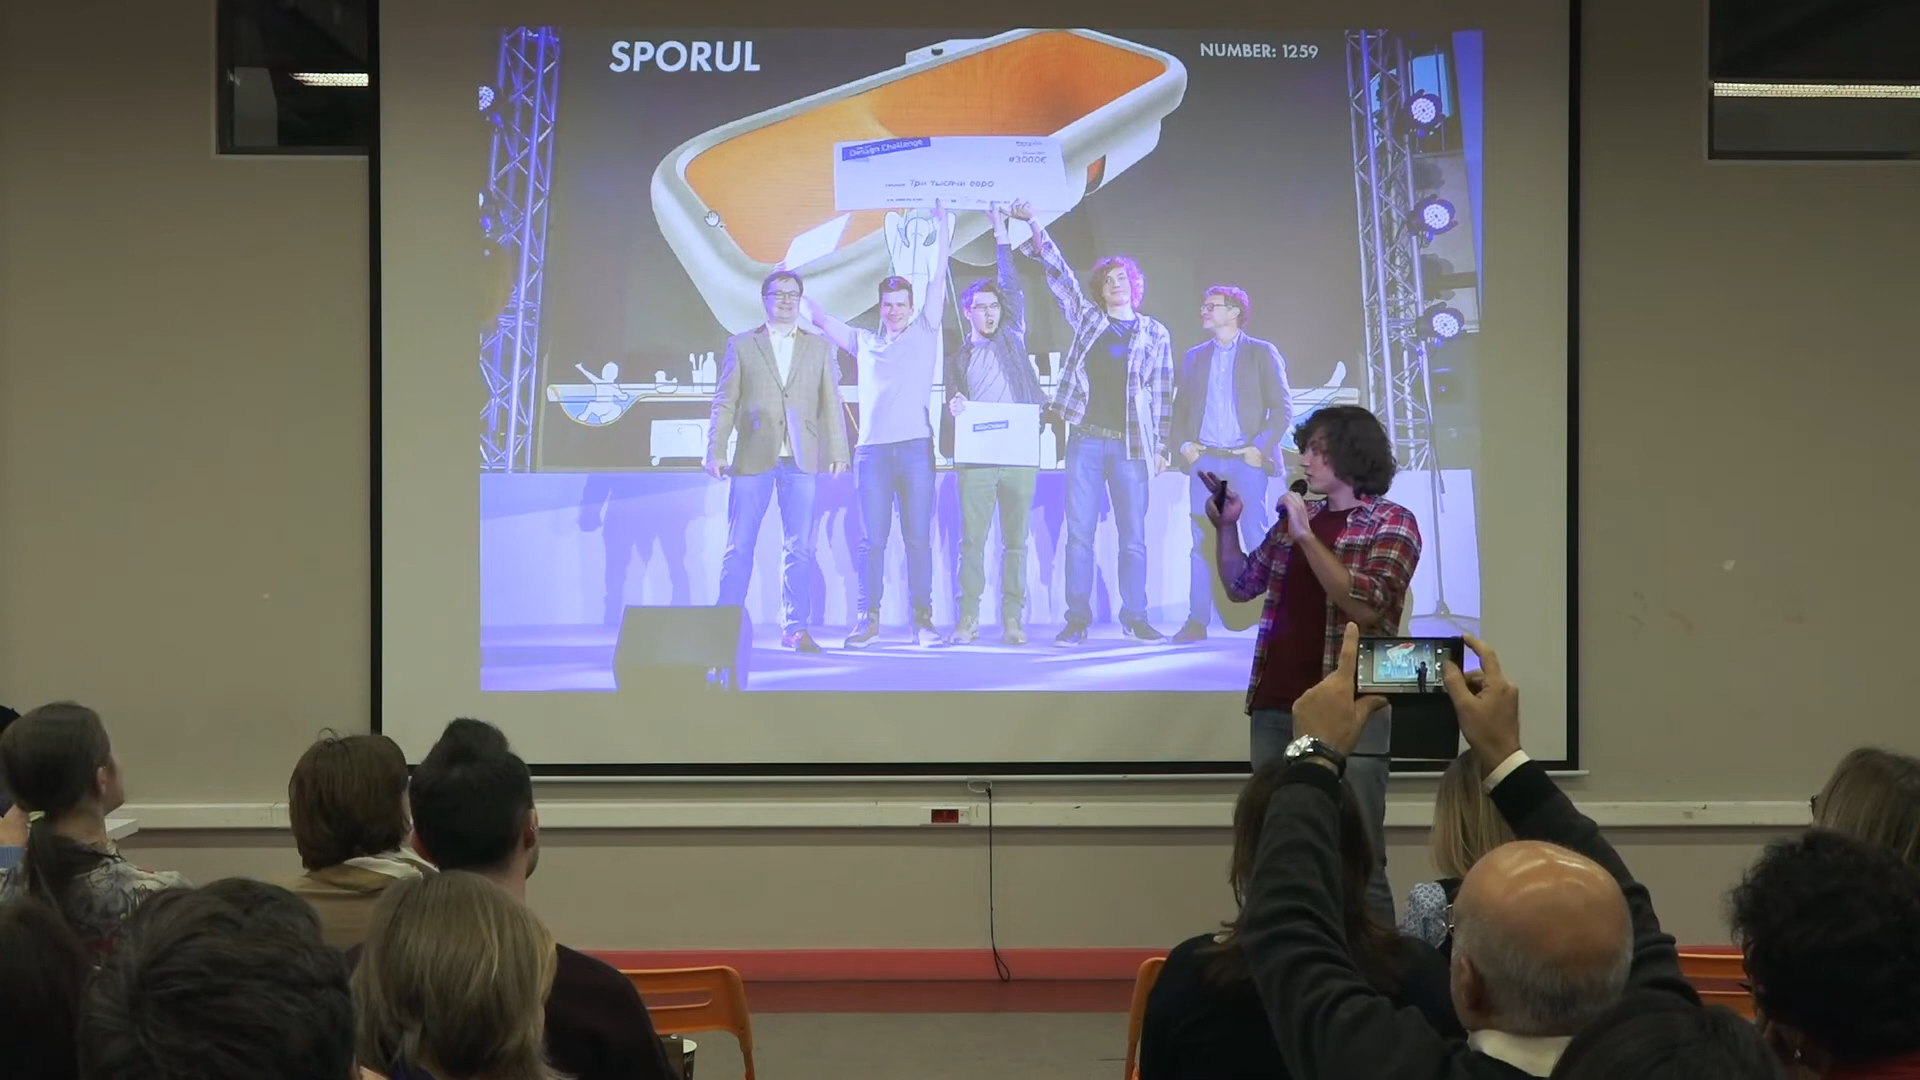 SPORUL
NUMBER: 1259
Design Challenge
#3000€
Три тысячи евро